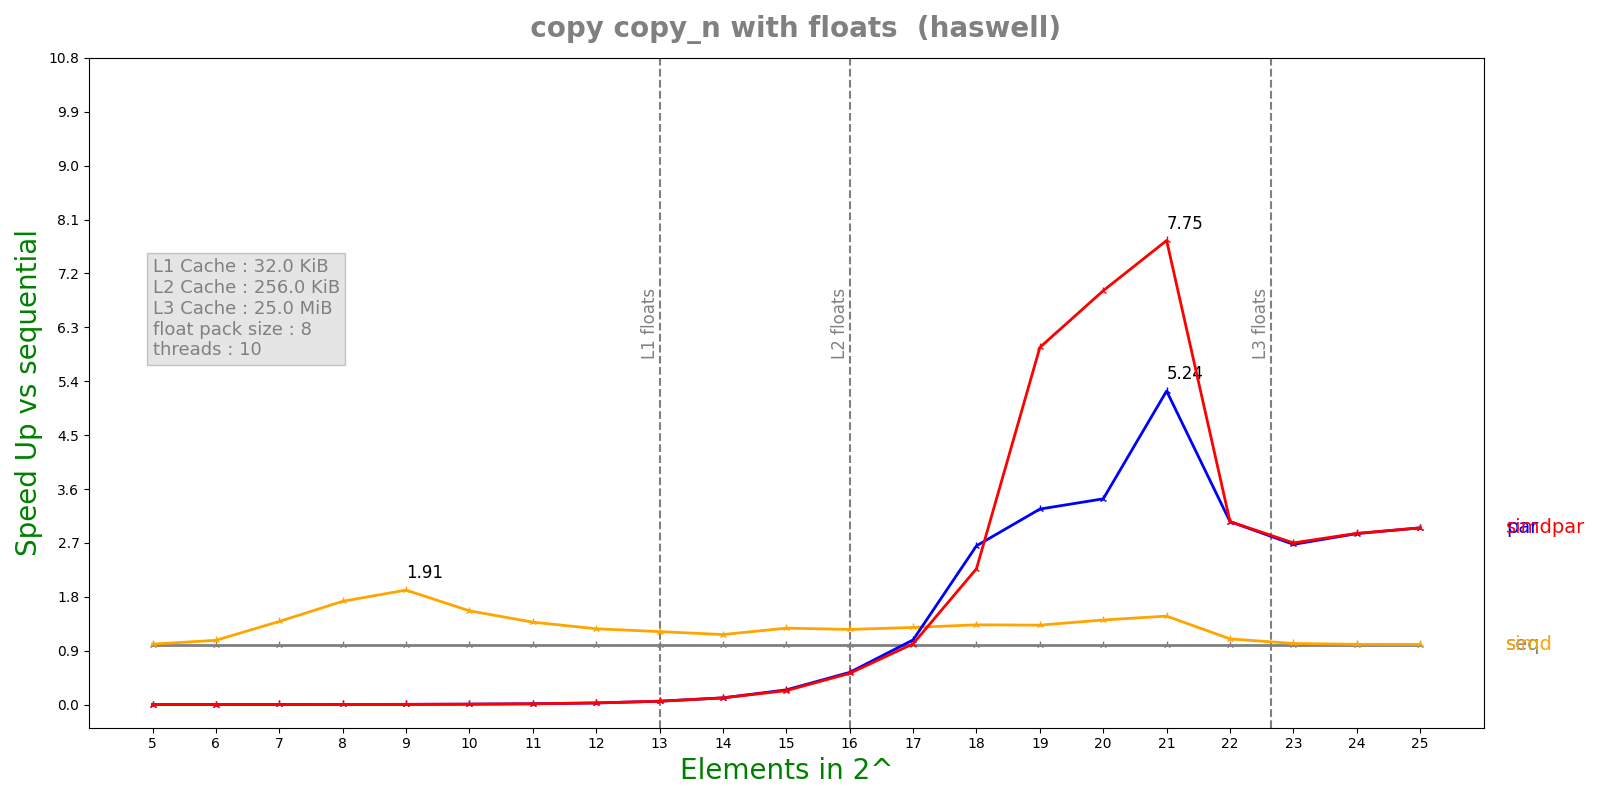 copy copy_n with floats  (haswell)
Speed Up vs sequential
10.8
9.9
9.0
8.1
7.2
6.3
5.4
4.5
3.6
2.7
1.8
0.9
0.0
L1 Cache : 32.0 KiB
L2 Cache : 256.0 KiB
L3 Cache : 25.0 MiB
float pack size : 8
threads : 10
L1 floats
L2 floats
L3 floats
7.75
5.24
1.91
par
simdpar
seq
simd
5 6 7 8 9 10 11 12 13 14 15 16 17 18 19 20 21 22 23 24 25
Elements in 2^